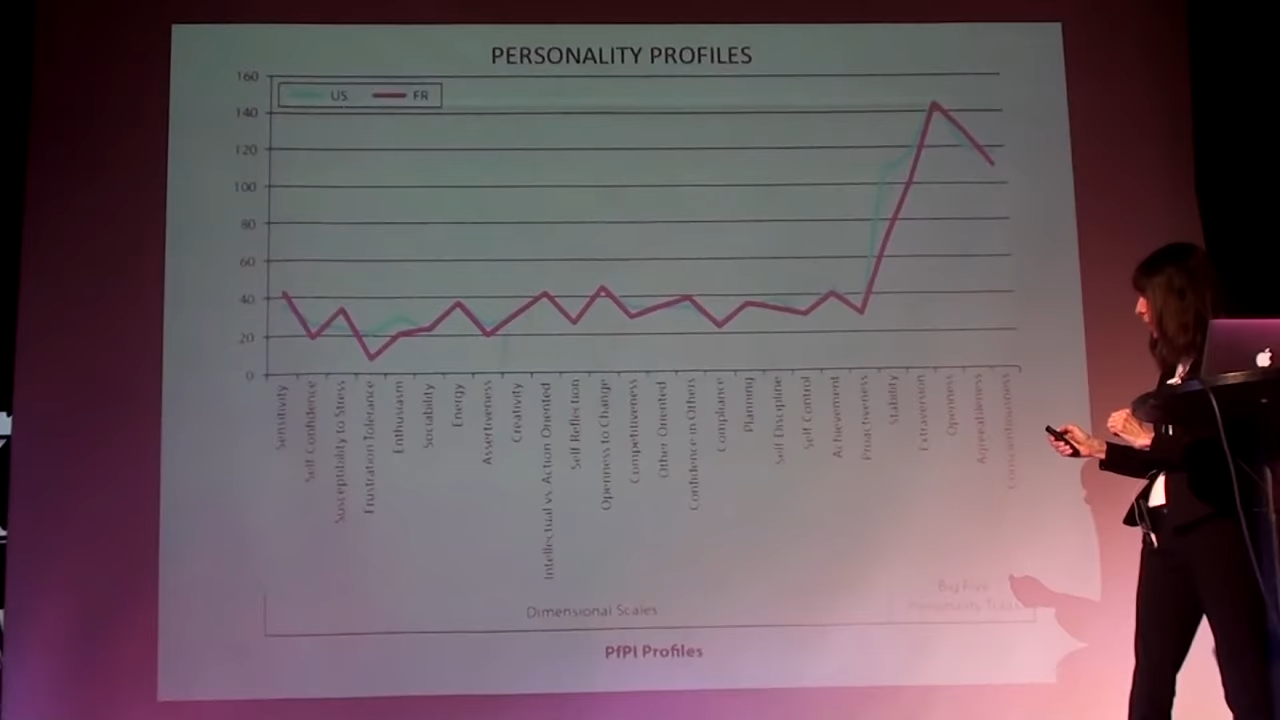 PERSONALITY PROFILES
160
US FR
140
120
100
80
60
40
20
0
Sensitivity
Self Confidence
Susceptibility to Stress
Frustration Tolerance
Enthusiasm
Sociability
Energy
Assertiveness
Creativity
Intellectual vs. Action Oriented
Self Reflection
Openness to Change
Competitiveness
Other Oriented
Confidence in Others
Compliance
Planning
Self Discipline
Self Control
Achievement
Proactiveness
Stability
Extraversion
Openness
Agreeableness
Conscientiousness
Big Five
Personality Traits
Dimensional Scales
PfPI Profiles